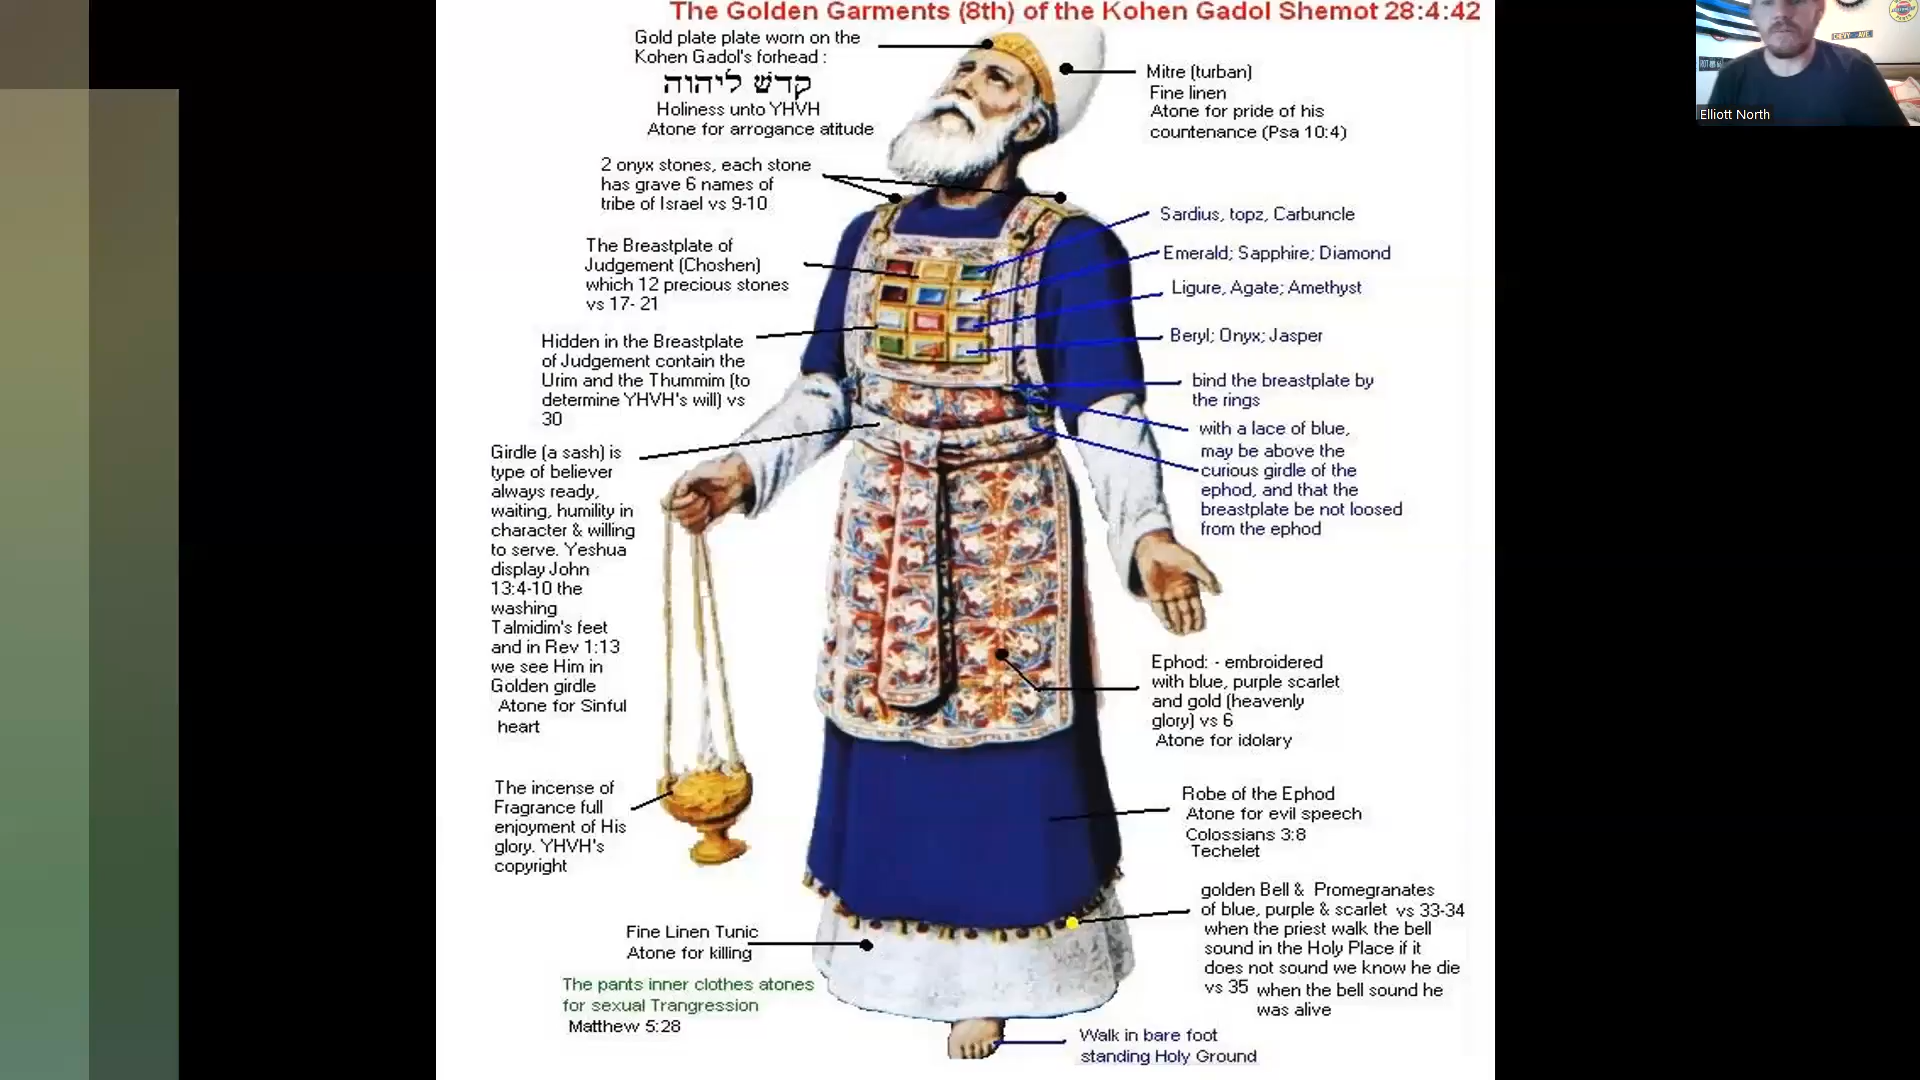 The Golden Garments (8th) of the Kohen Gadol Shemot 28:4:42
Gold plate plate worn on the
Kohen Gadol's forhead :
קדש ליהוה
Holiness unto YHVH
Atone for arrogance atitude
Mitre (turban)
Fine linen
Atone for pride of his
countenance (Psa 10:4)
2 onyx stones, each stone
has grave 6 names of
tribe of Israel vs 9-10
The Breastplate of
Judgement (Choshen)
which 12 precious stones
vs 17- 21
Hidden in the Breastplate
of Judgement contain the
Urim and the Thummim (to
determine YHVH's will) vs
30
Girdle (a sash) is
type of believer
always ready,
waiting, humility in
character & willing
to serve. Yeshua
display John
13:4-10 the
washing
Talmidim's feet
and in Rev 1:13
we see Him in
Golden girdle
Atone for Sinful
heart
The incense of
Fragrance full
enjoyment of His
glory. YHVH's
copyright
Fine Linen Tunic
Atone for killing
The pants inner clothes atones
for sexual Trangression
Matthew 5:28
Sardius, topz, Carbuncle
Emerald; Sapphire; Diamond
Ligure, Agate; Amethyst
Beryl; Onyx; Jasper
bind the breastplate by
the rings
with a lace of blue,
may be above the
curious girdle of the
ephod, and that the
breastplate be not loosed
from the ephod
Ephod: - embroidered
with blue, purple scarlet
and gold (heavenly
glory) vs 6
Atone for idolary
Robe of the Ephod
Atone for evil speech
Colossians 3:8
Techelet
golden Bell & Promegranates
of blue, purple & scarlet vs 33-34
when the priest walk the bell
sound in the Holy Place if it
does not sound we know he die
vs 35 when the bell sound he
was alive
Walk in bare foot
standing Holy Ground
Elliott North